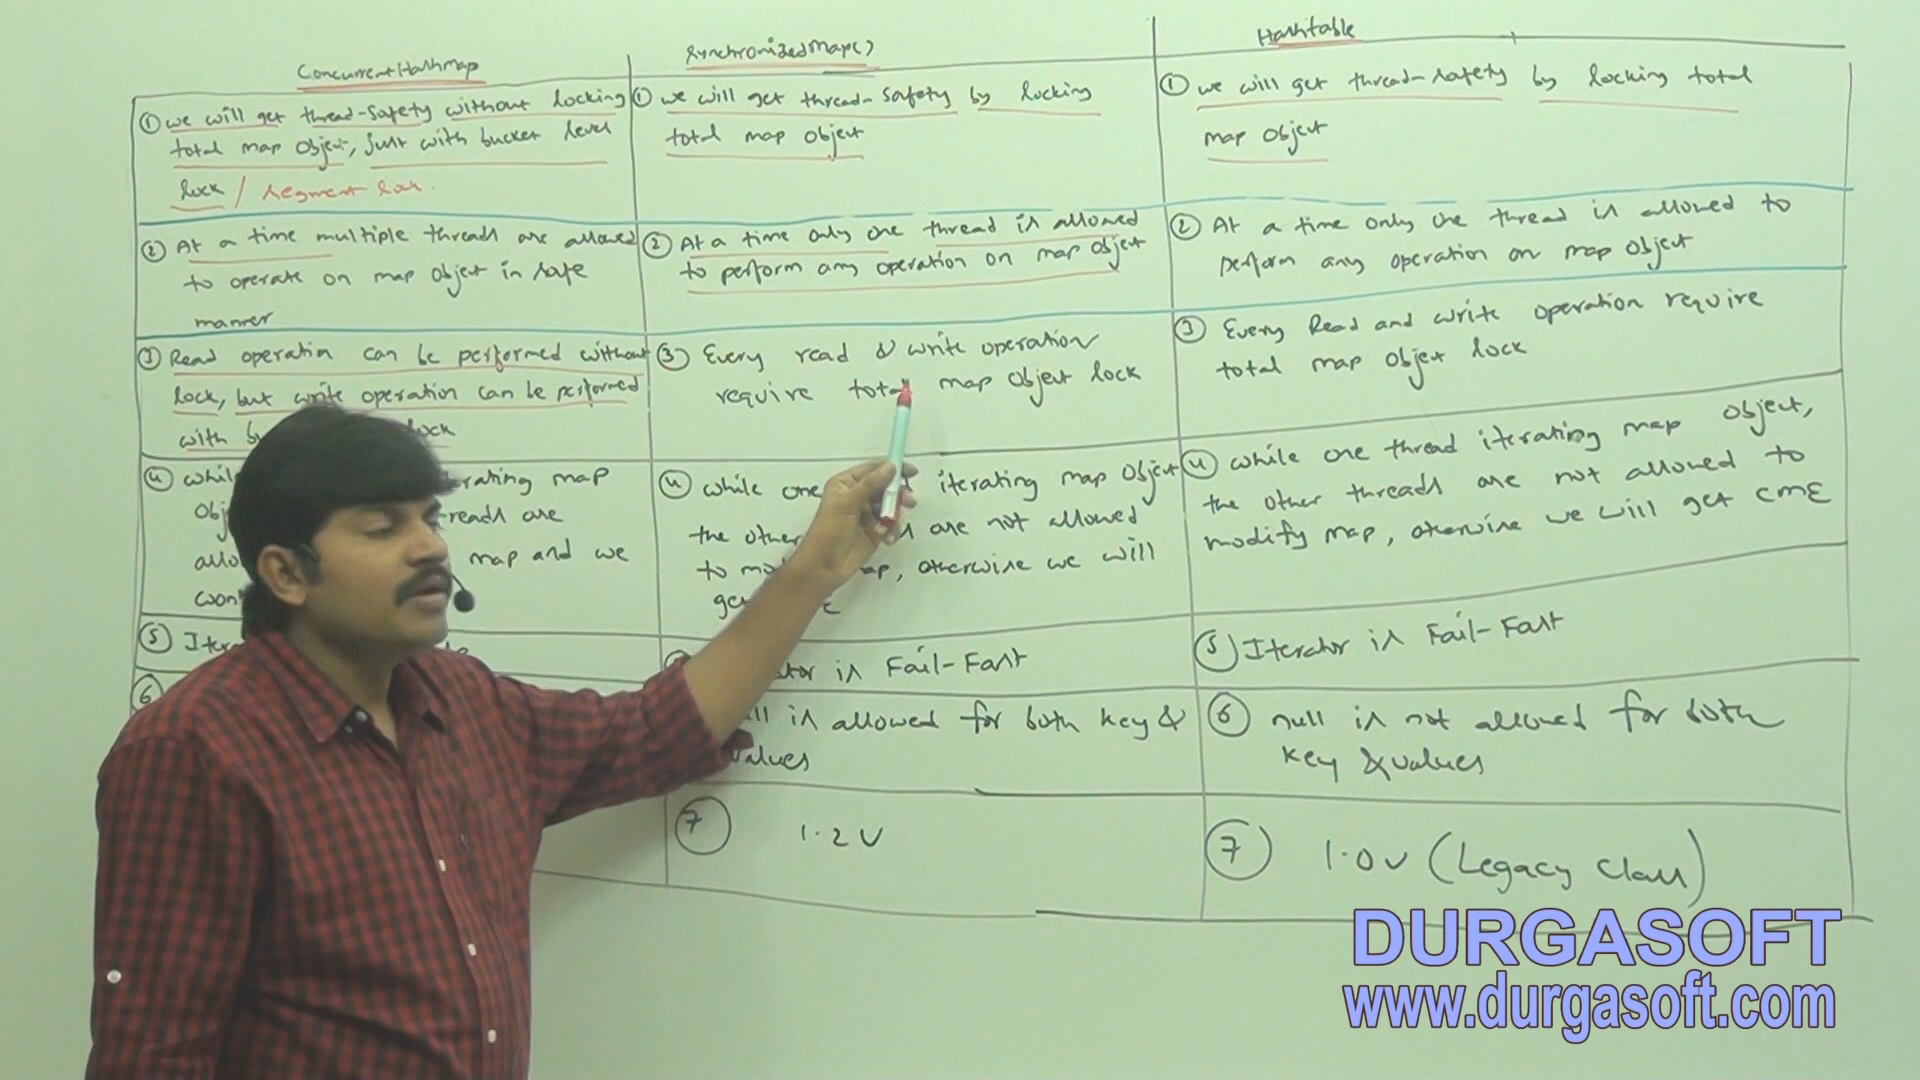 ConcurrentHashmap
① we will get thread-safety without locking
total map object, just with bucket level
lock / segment lock.
② At a time multiple threads are allowed
to operate on map object in safe
manner
③ Read operation can be performed without
lock, but write operation can be performed
with lock
④ map
reads are
map and we
⑤
⑥
SynchronizedMap()
① we will get thread-safety by locking
total map object
② At a time only one thread is allowed
to perform any operation on map object
③ Every read & write operation
require total map object lock
④ while one iterating map object
the other are not allowed
to map, otherwise we will
is Fail-Fast
is allowed for both key &
values
⑦ 1.2 V
Hashtable
① we will get thread-safety by locking total
map object
② At a time only one thread is allowed to
perform any operation on map object
③ Every Read and write operation require
total map object lock
④ while one thread iterating map object,
the other threads are not allowed to
modify map, otherwise we will get CME
⑤ Iterator is Fail-Fast
⑥ null is not allowed for both
key & values
⑦ 1.0 V (Legacy Class)
DURGASOFT
www.durgasoft.com